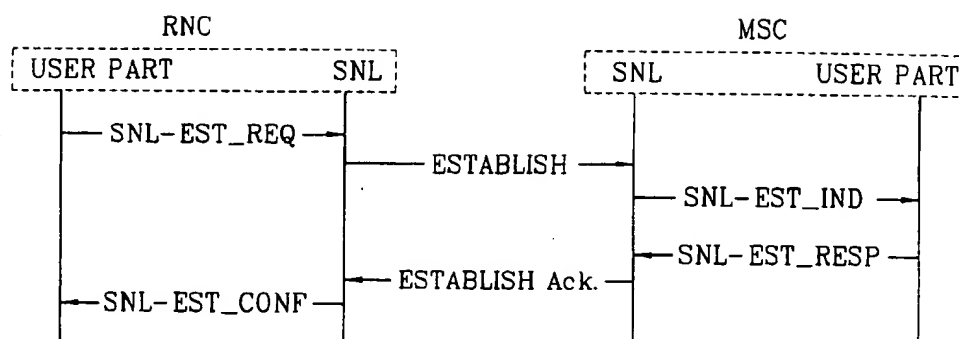 RNC
MSC
USER PART SNL
SNL USER PART
SNL-EST_REQ
ESTABLISH
SNL-EST_IND
SNL-EST_RESP
ESTABLISH Ack.
SNL-EST_CONF